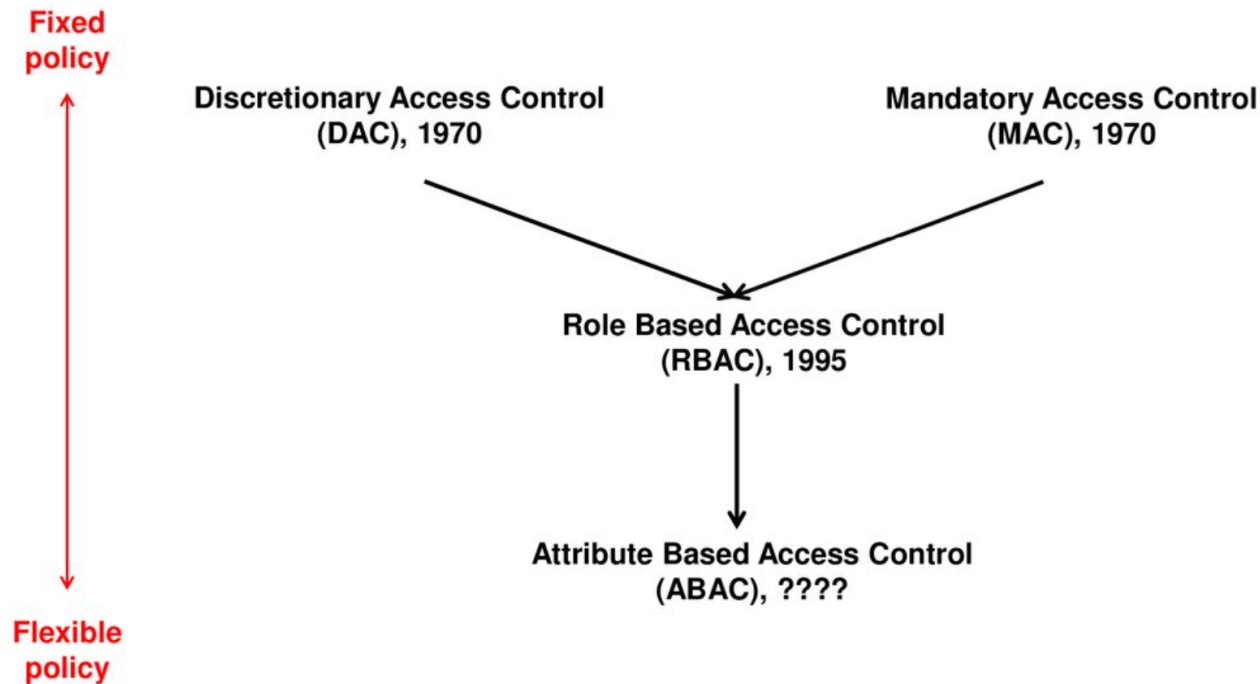 Fixed
policy
Discretionary Access Control
(DAC), 1970
Mandatory Access Control
(MAC), 1970
Role Based Access Control
(RBAC), 1995
Attribute Based Access Control
(ABAC), ????
Flexible
policy